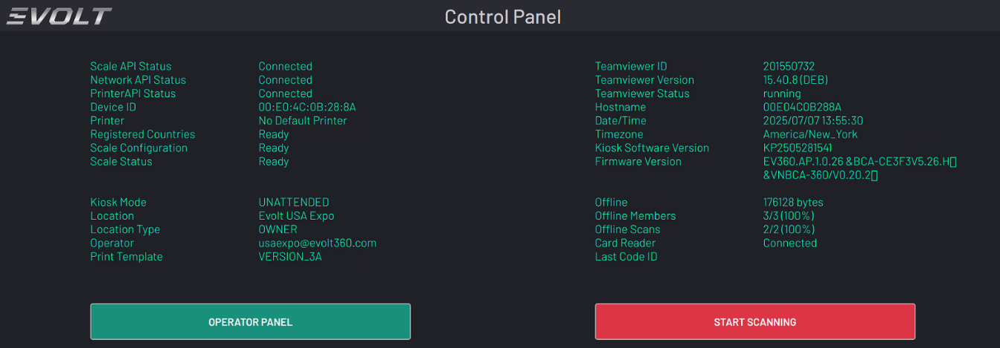 EVOLT
Control Panel
Scale API Status Connected
Network API Status Connected
PrinterAPI Status Connected
Device ID 00:E0:4C:0B:28:8A
Printer No Default Printer
Registered Countries Ready
Scale Configuration Ready
Scale Status Ready
Kiosk Mode UNATTENDED
Location Evolt USA Expo
Location Type OWNER
Operator usaexpo@evolt360.com
Print Template VERSION_3A
Teamviewer ID 201550732
Teamviewer Version 15.40.8 (DEB)
Teamviewer Status running
Hostname 00E04C0B288A
Date/Time 2025/07/07 13:55:30
Timezone America/New_York
Kiosk Software Version KP2505281541
Firmware Version EV360.AP.1.0.26 &BCA-CE3F3V5.26.H▯
&VNBCA-360/V0.20.2▯
Offline 176128 bytes
Offline Members 3/3 (100%)
Offline Scans 2/2 (100%)
Card Reader Connected
Last Code ID
OPERATOR PANEL
START SCANNING